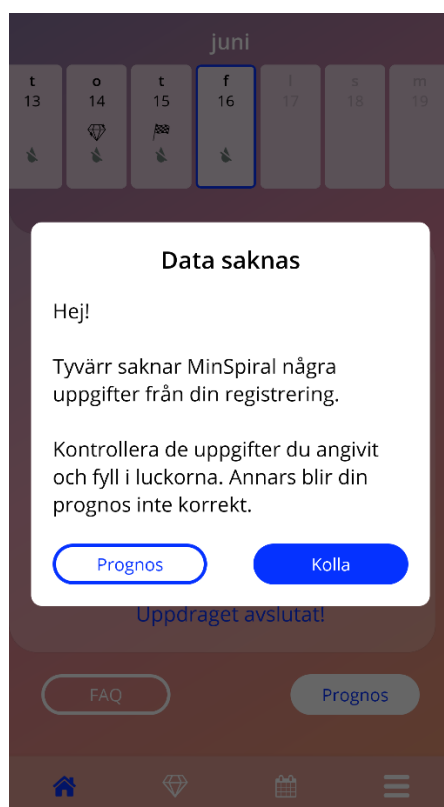 juni
t o t f l s m
13 14 15 16 17 18 19
Data saknas
Hej!
Tyvärr saknar MinSpiral några
uppgifter från din registrering.
Kontrollera de uppgifter du angivit
och fyll i luckorna. Annars blir din
prognos inte korrekt.
Prognos Kolla
Uppdraget avslutat!
FAQ Prognos